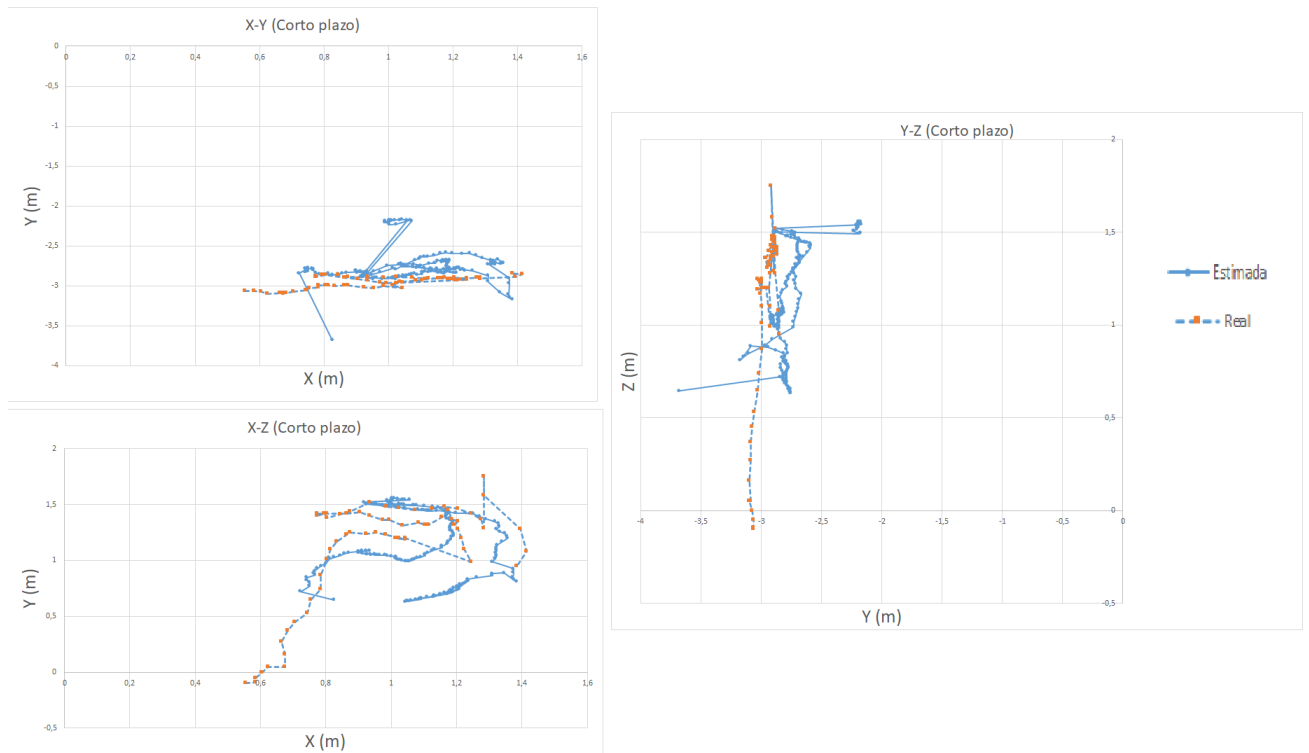 X-Y (Corto plazo)
0
0 0,2 0,4 0,6 0,8 1 1,2 1,4 1,6
-0,5
-1
-1,5
-2
-2,5
-3
-3,5
-4
Y (m)
X (m)
X-Z (Corto plazo)
2
1,5
1
0,5
0
0 0,2 0,4 0,6 0,8 1 1,2 1,4 1,6
-0,5
Y (m)
X (m)
Y-Z (Corto plazo)
2
1,5
1
0,5
0
-4 -3,5 -3 -2,5 -2 -1,5 -1 -0,5 0
-0,5
Z (m)
Y (m)
Estimada
Real